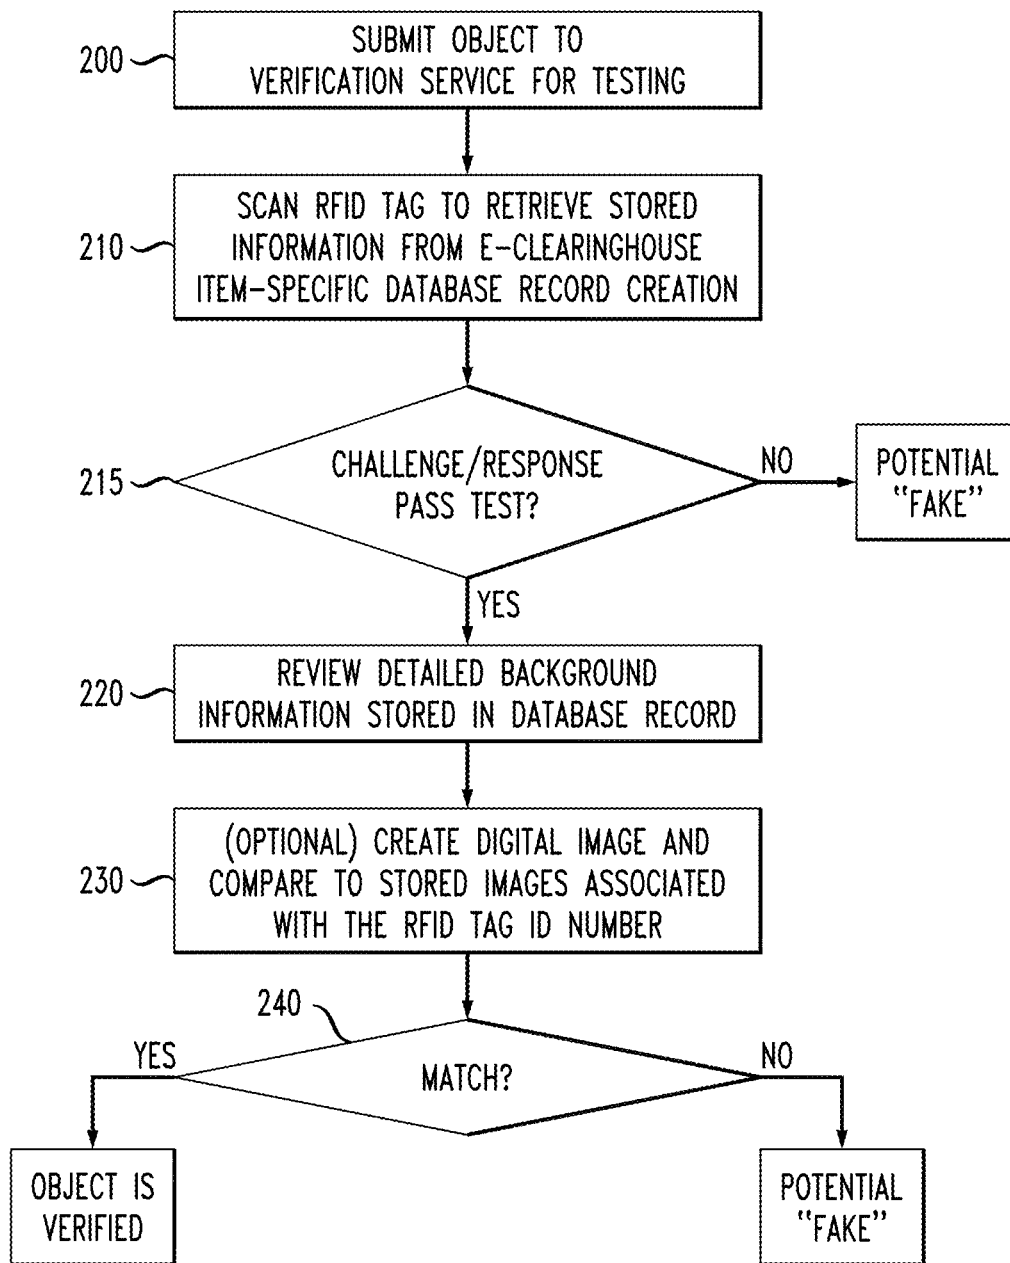 200
SUBMIT OBJECT TO
VERIFICATION SERVICE FOR TESTING
210
SCAN RFID TAG TO RETRIEVE STORED
INFORMATION FROM E-CLEARINGHOUSE
ITEM-SPECIFIC DATABASE RECORD CREATION
215
CHALLENGE/RESPONSE
PASS TEST?
NO
POTENTIAL
"FAKE"
YES
220
REVIEW DETAILED BACKGROUND
INFORMATION STORED IN DATABASE RECORD
230
(OPTIONAL) CREATE DIGITAL IMAGE AND
COMPARE TO STORED IMAGES ASSOCIATED
WITH THE RFID TAG ID NUMBER
240
YES
MATCH?
NO
OBJECT IS
VERIFIED
POTENTIAL
"FAKE"